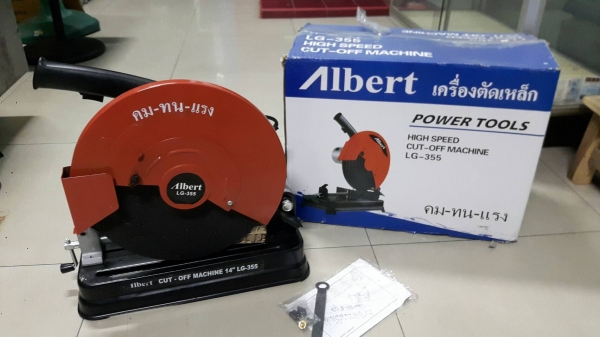 คม-ทน-แรง
Albert
LG-355
Albert CUT-OFF MACHINE 14" LG-355
LG-355
HIGH SPEED
CUT-OFF MACHINE
Albert เครื่องตัดเหล็ก
POWER TOOLS
HIGH SPEED
CUT-OFF MACHINE
LG-355
คม-ทน-แรง